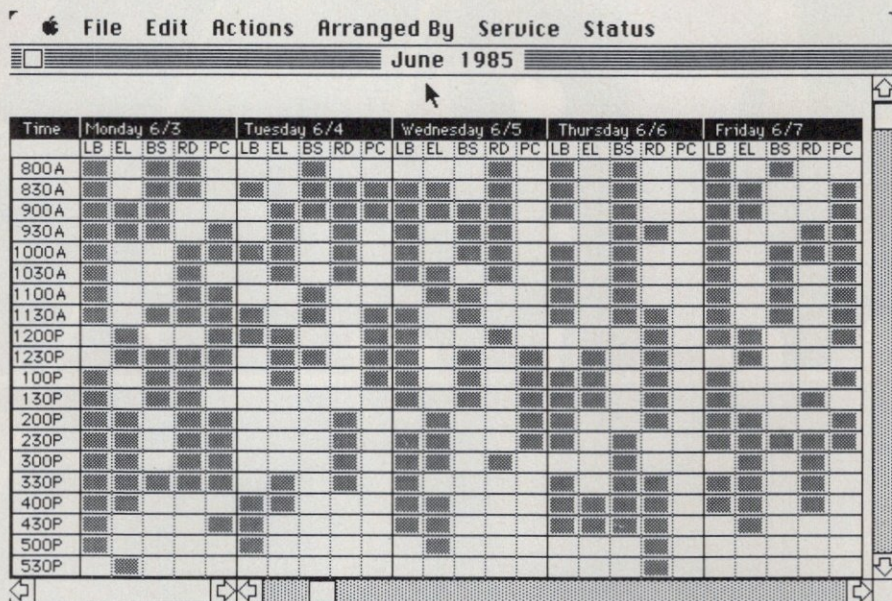 File Edit Actions Arranged By Service Status
June 1985
Time Monday 6/3 Tuesday 6/4 Wednesday 6/5 Thursday 6/6 Friday 6/7
LB EL BS RD PC LB EL BS RD PC LB EL BS RD PC LB EL BS RD PC LB EL BS RD PC
800A
830A
900A
930A
1000A
1030A
1100A
1130A
1200P
1230P
100P
130P
200P
230P
300P
330P
400P
430P
500P
530P